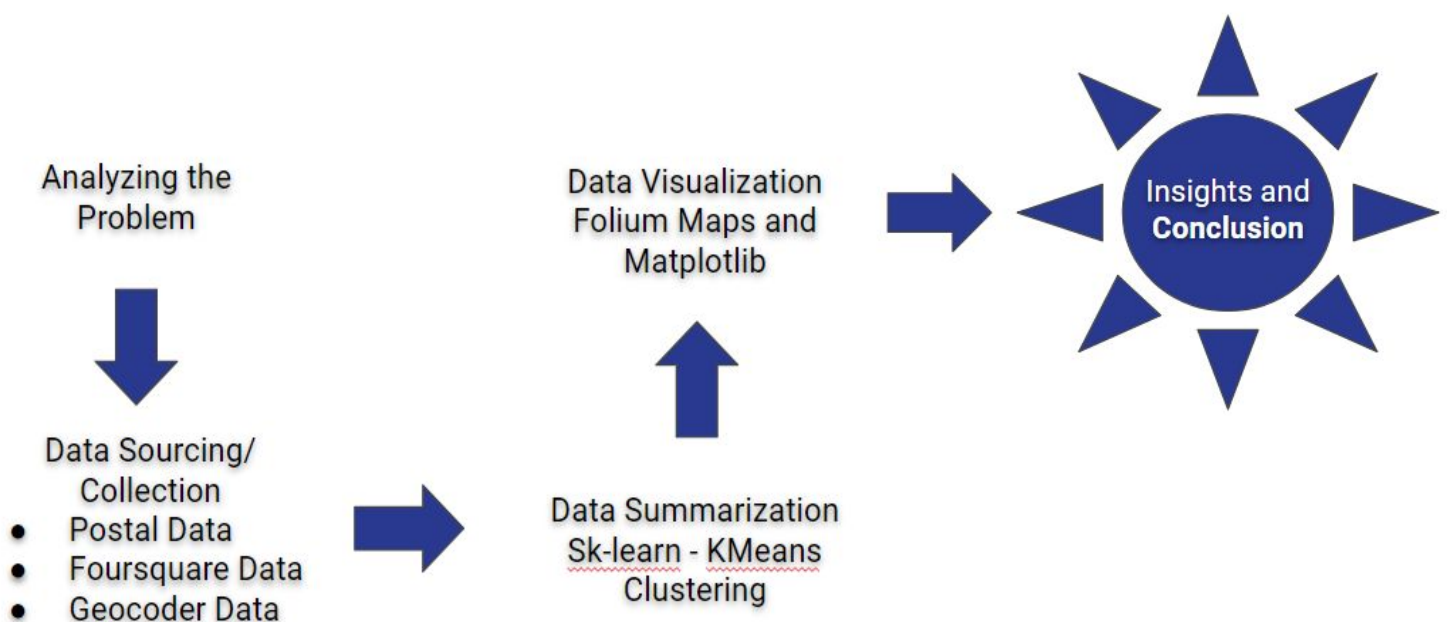 Analyzing the
Problem
Data Sourcing/
Collection
● Postal Data
● Foursquare Data
● Geocoder Data
Data Summarization
Sk-learn - KMeans
Clustering
Data Visualization
Folium Maps and
Matplotlib
Insights and
Conclusion